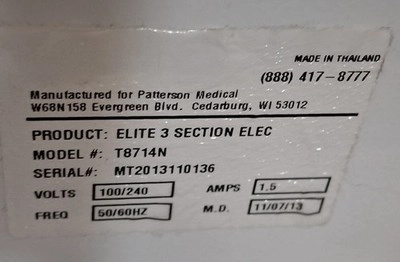 MADE IN THAILAND
(888) 417-8777
Manufactured for Patterson Medical
W68N158 Evergreen Blvd. Cedarburg, WI 53012
PRODUCT: ELITE 3 SECTION ELEC
MODEL #: T8714N
SERIAL#: MT2013110136
VOLTS 100/240 AMPS 1.5
FREQ 50/60HZ M.D. 11/07/13